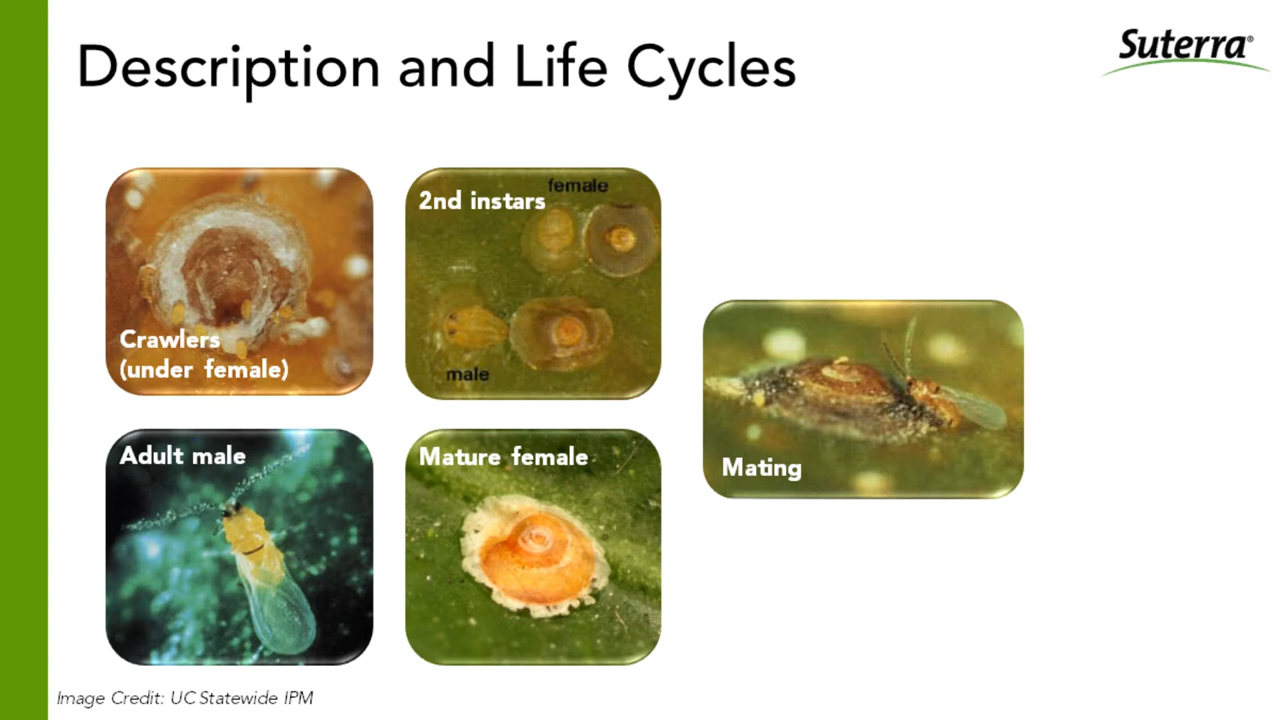 Description and Life Cycles
Suterra®
Crawlers
(under female)
2nd instars
female
male
Mating
Adult male
Mature female
Image Credit: UC Statewide IPM